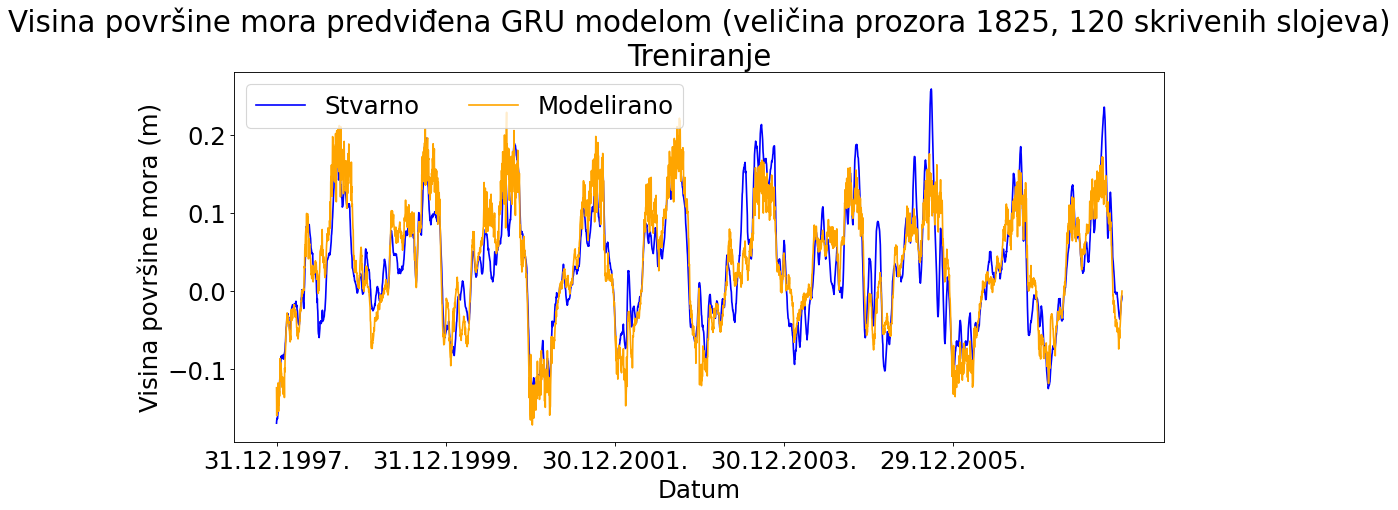 Visina površine mora predviđena GRU modelom (veličina prozora 1825, 120 skrivenih slojeva)
Treniranje
Stvarno
Modelirano
Visina površine mora (m)
0.2
0.1
0.0
−0.1
31.12.1997.
31.12.1999.
30.12.2001.
30.12.2003.
29.12.2005.
Datum